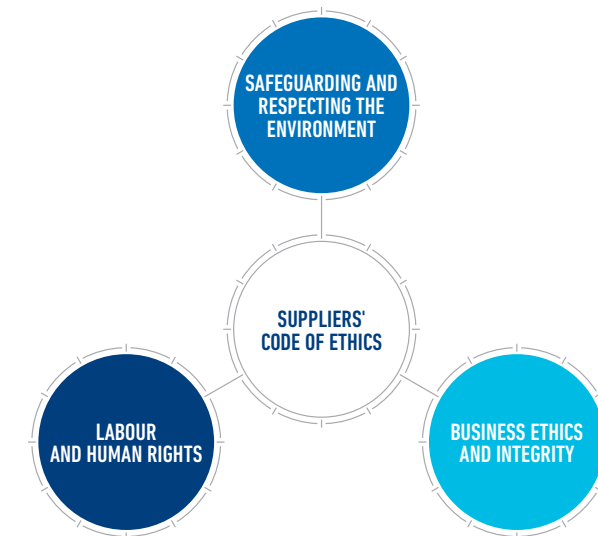 SAFEGUARDING AND
RESPECTING THE
ENVIRONMENT
SUPPLIERS'
CODE OF ETHICS
LABOUR
AND HUMAN RIGHTS
BUSINESS ETHICS
AND INTEGRITY